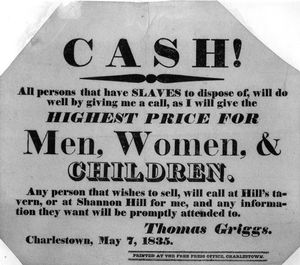 CASH!
All persons that have SLAVES to dispose of, will do
well by giving me a call, as I will give the
HIGHEST PRICE FOR
Men, Women, &
CHILDREN.
Any person that wishes to sell, will call at Hill's ta-
vern, or at Shannon Hill for me, and any informa-
tion they want will be promptly attended to.
Thomas Griggs.
Charlestown, May 7, 1835.
PRINTED AT THE FREE PRESS OFFICE, CHARLESTOWN.